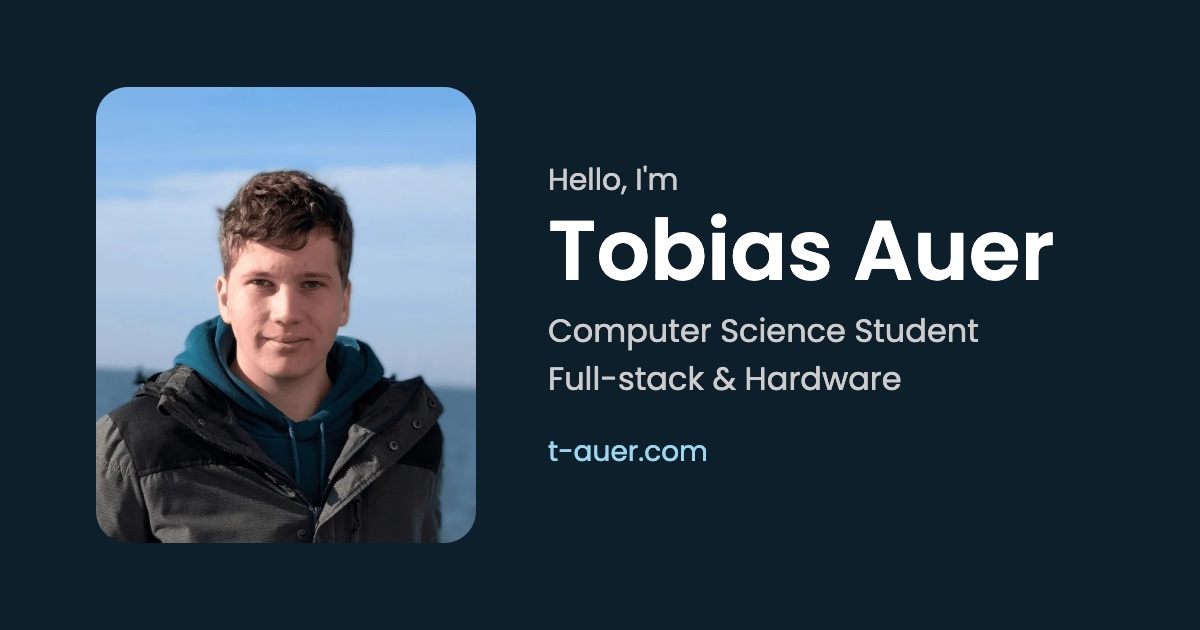 Hello, I'm
Tobias Auer
Computer Science Student
Full-stack & Hardware
t-auer.com